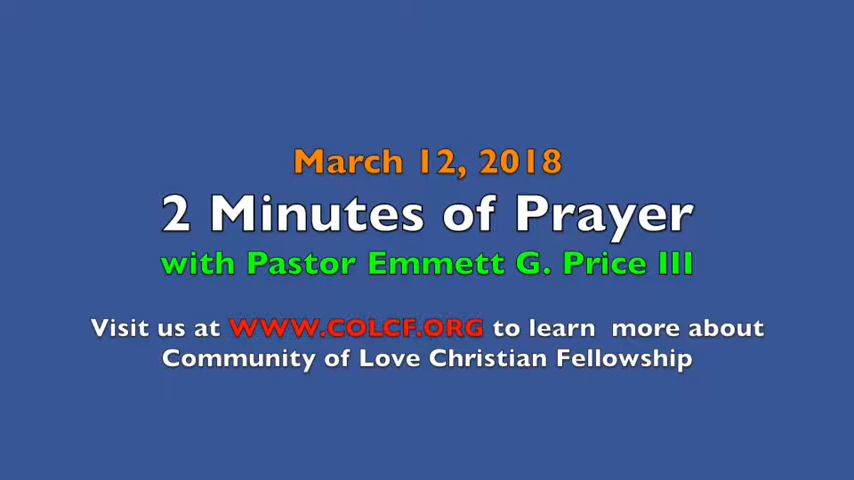 March 12, 2018
2 Minutes of Prayer
with Pastor Emmett G. Price III
Visit us at WWW.COLCF.ORG to learn  more about
Community of Love Christian Fellowship